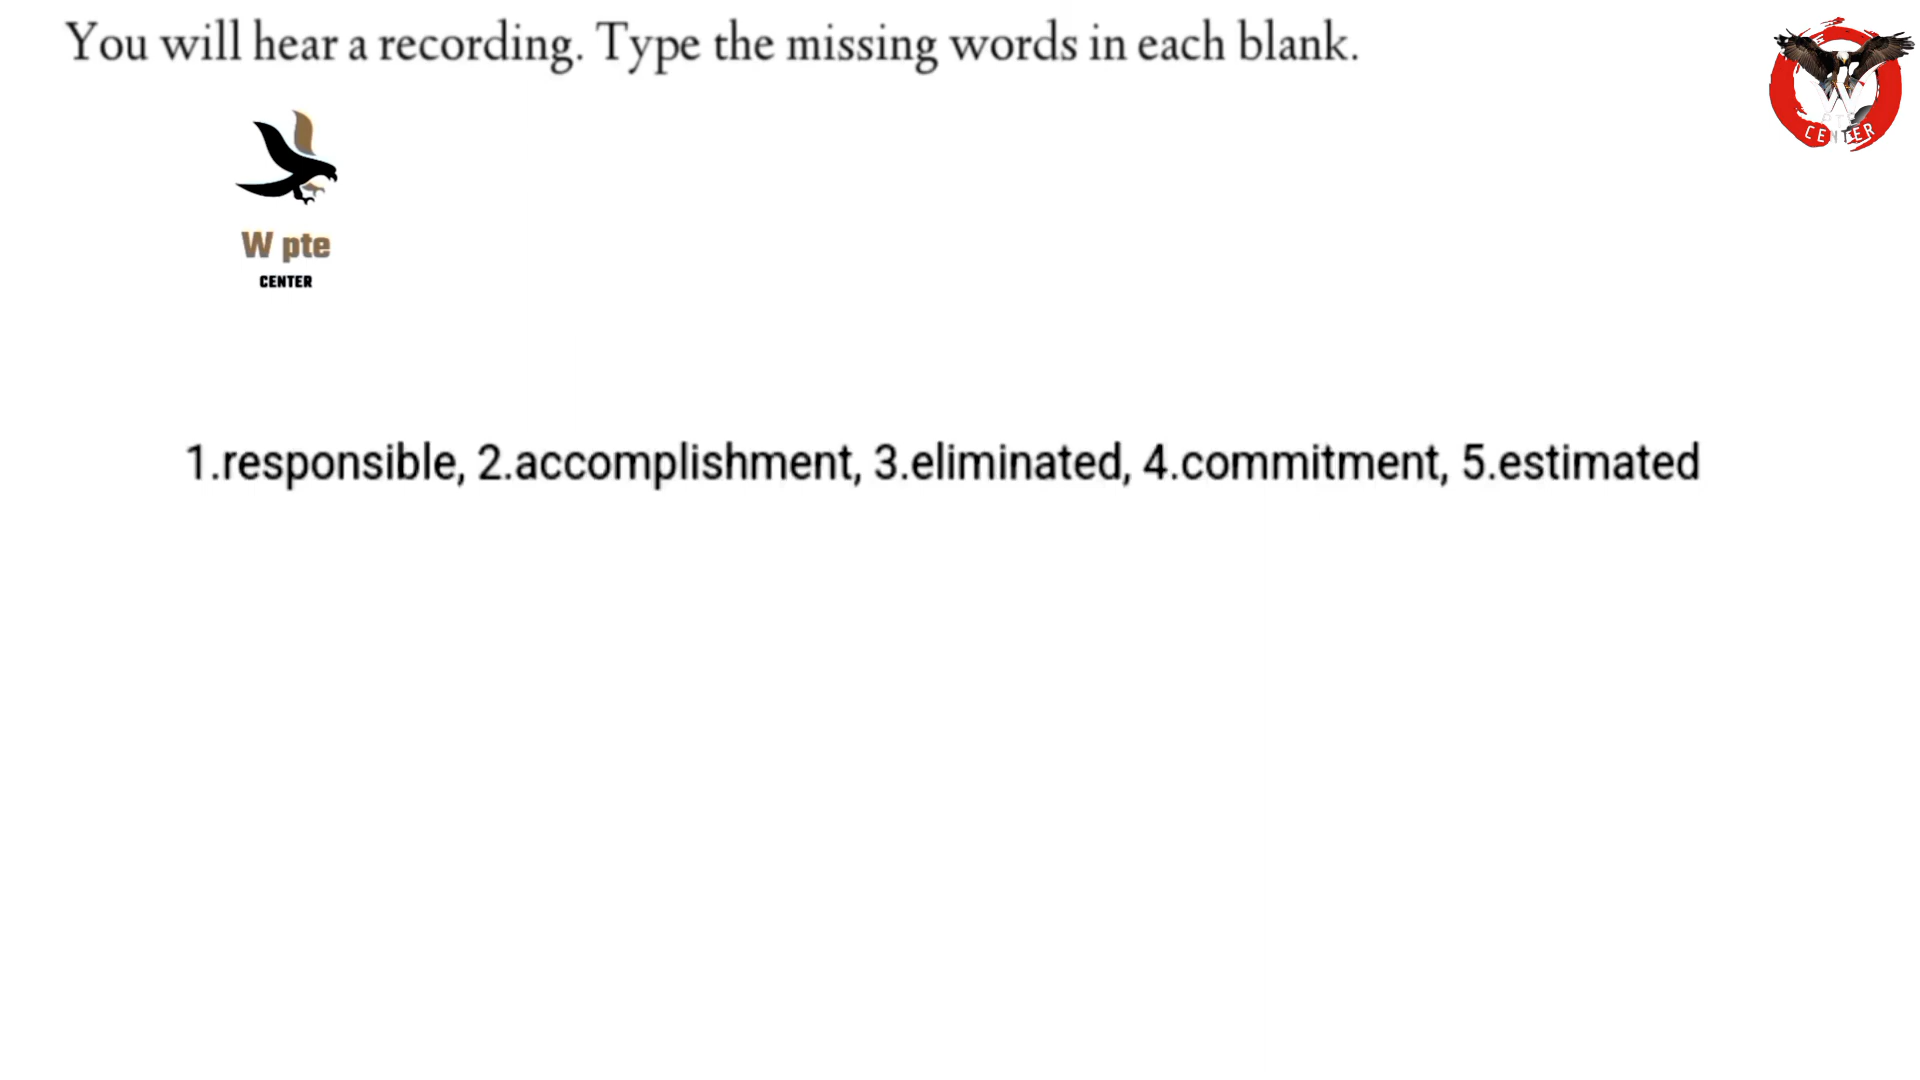 You will hear a recording. Type the missing words in each blank.
W pte
CENTER
CENTER
1.responsible, 2.accomplishment, 3.eliminated, 4.commitment, 5.estimated